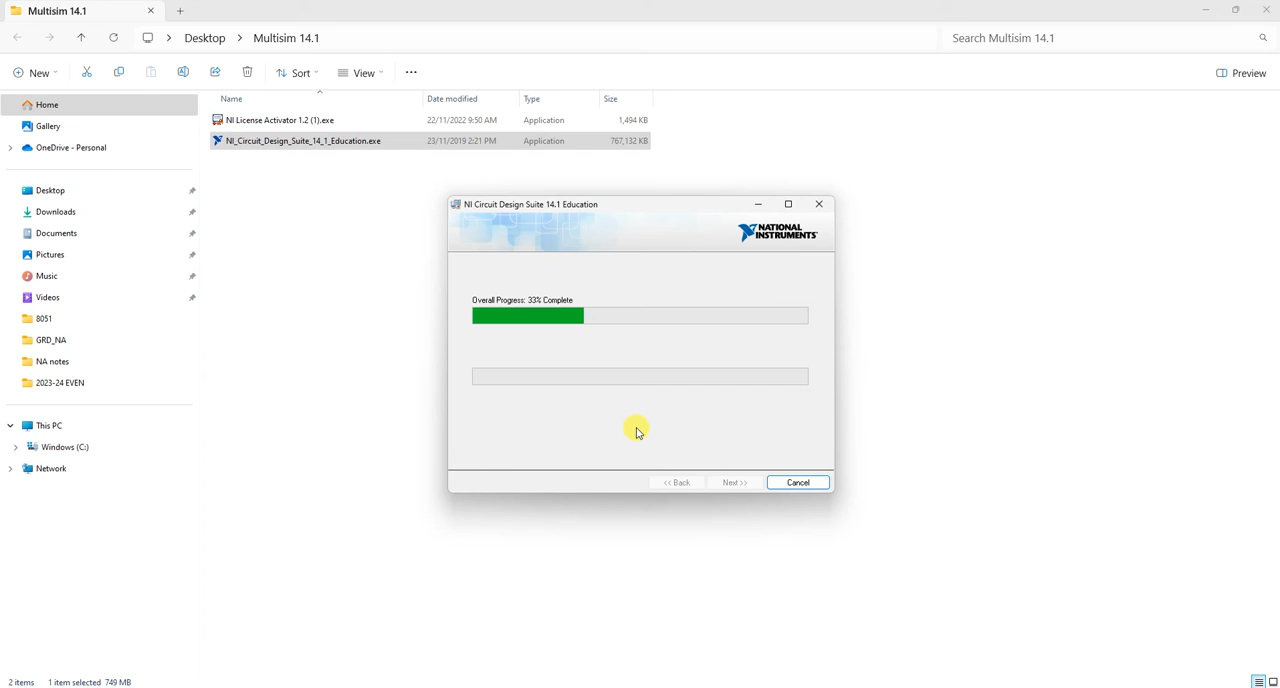 Multisim 14.1
Desktop > Multisim 14.1
Search Multisim 14.1
New
Sort
View
Preview
Name
Date modified
Type
Size
NI License Activator 1.2 (1).exe
22/11/2022 9:50 AM
Application
1,494 KB
NI_Circuit_Design_Suite_14_1_Education.exe
23/11/2019 2:21 PM
Application
767,132 KB
Home
Gallery
OneDrive - Personal
Desktop
Downloads
Documents
Pictures
Music
Videos
8051
GRD_NA
NA notes
2023-24 EVEN
This PC
Windows (C:)
Network
NI Circuit Design Suite 14.1 Education
NATIONAL
INSTRUMENTS
Overall Progress: 33% Complete
<< Back
Next >>
Cancel
2 items
1 item selected 749 MB